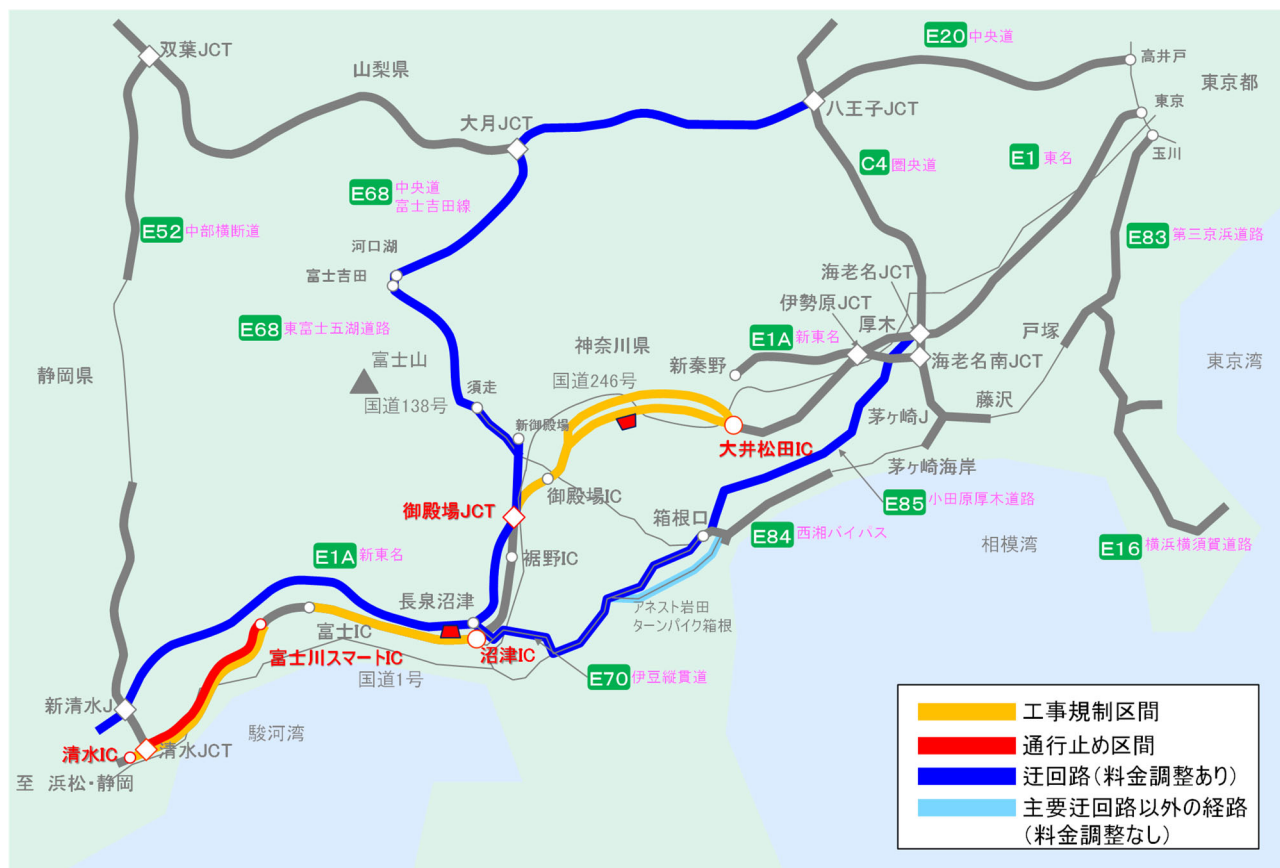 E20 中央道
高井戸
双葉JCT
山梨県
東京都
八王子JCT
東京
大月JCT
玉川
E1 東名
C4 圏央道
E68 中央道
富士吉田線
E52 中部横断道
E83 第三京浜道路
河口湖
海老名JCT
富士吉田
伊勢原JCT
厚木
E68 東富士五湖道路
E1A 新東名
戸塚
神奈川県
新秦野
海老名南JCT
富士山
東京湾
静岡県
国道246号
須走
国道138号
藤沢
茅ヶ崎J
新御殿場
大井松田IC
茅ヶ崎海岸
御殿場IC
E85 小田原厚木道路
御殿場JCT
箱根口
E84 西湘バイパス
相模湾
E16 横浜横須賀道路
E1A 新東名
裾野IC
長泉沼津
アネスト岩田
ターンパイク箱根
富士IC
沼津IC
富士川スマートIC
E70 伊豆縦貫道
国道1号
新清水J
駿河湾
清水IC
清水JCT
至 浜松・静岡
工事規制区間
通行止め区間
迂回路(料金調整あり)
主要迂回路以外の経路
(料金調整なし)